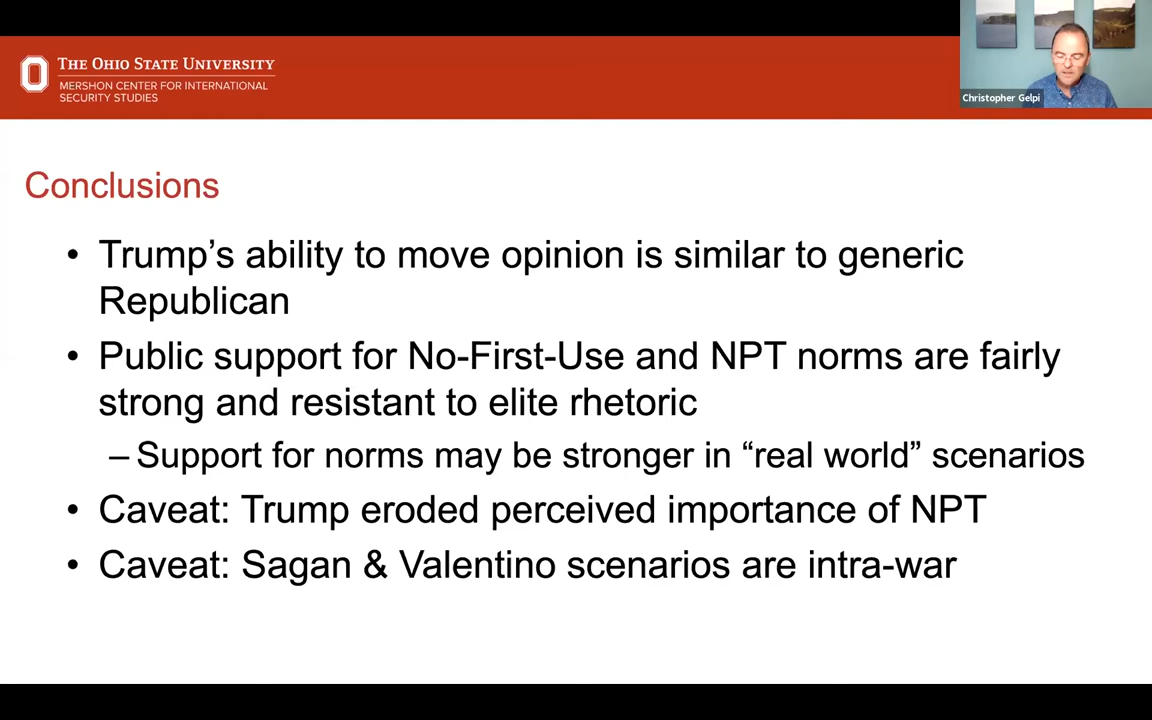 THE OHIO STATE UNIVERSITY
MERSHON CENTER FOR INTERNATIONAL
SECURITY STUDIES
Christopher Gelpi
Conclusions
• Trump’s ability to move opinion is similar to generic
Republican
• Public support for No-First-Use and NPT norms are fairly
strong and resistant to elite rhetoric
– Support for norms may be stronger in “real world” scenarios
• Caveat: Trump eroded perceived importance of NPT
• Caveat: Sagan & Valentino scenarios are intra-war